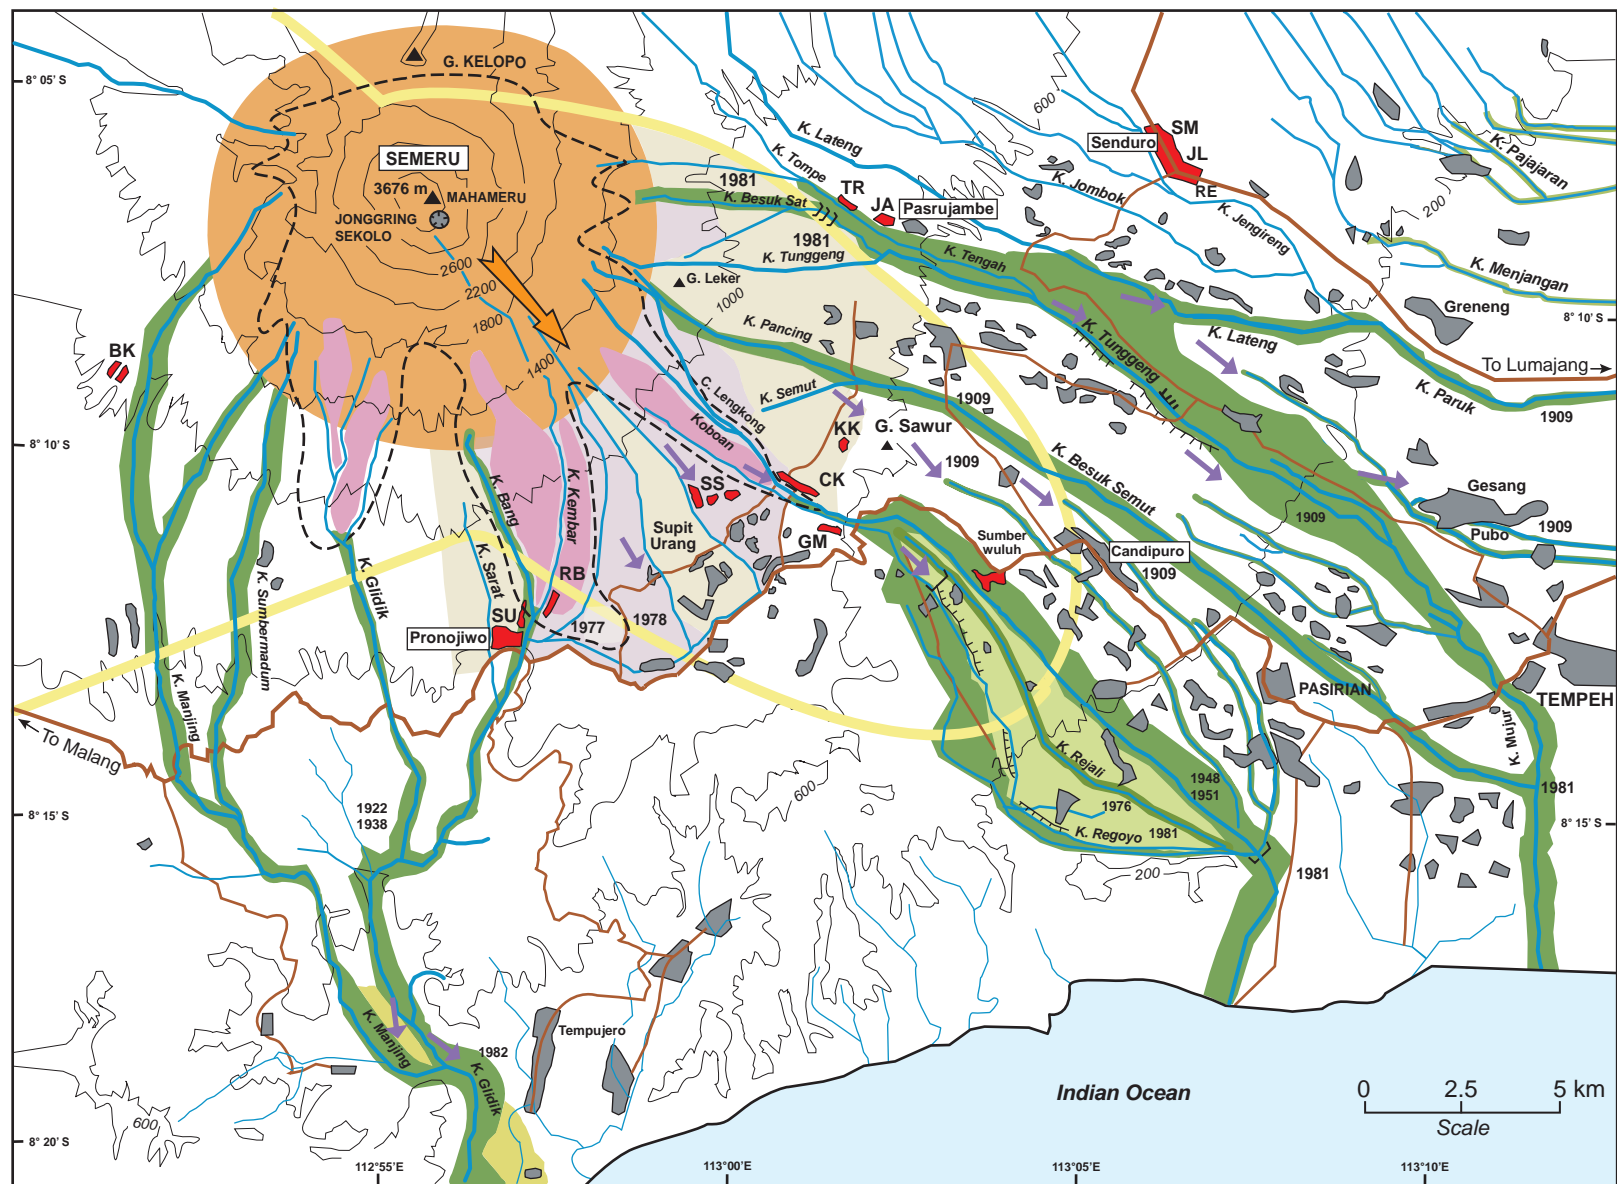 G. KELOPO
8° 05' S
SEMERU
3676 m
MAHAMERU
JONGGRING
SEKOLO
2600
2200
1800
1400
1000
600
K. Lateng
K. Tompe
1981
K. Besuk Sat
TR
JA
Pasrujambe
1981
K. Tunggeng
G. Leker
K. Tengah
K. Jombok
Senduro
SM
JL
RE
K. Jengireng
K. Pajajaran
200
K. Menjangan
Greneng
8° 10' S
To Lumajang
K. Pancing
K. Semut
1909
K. Tunggeng
K. Lateng
K. Paruk
1909
BK
8° 10' S
C. Lengkong
Koboan
KK
G. Sawur
1909
K. Besuk Semut
CK
SS
GM
Supit
Urang
K. Bang
K. Kembar
K. Sarat
RB
SU
Pronojiwo
1977
1978
Sumber
wuluh
Candipuro
1909
1909
Gesang
1909
Pubo
K. Glidik
K. Sumbermadum
K. Manjing
To Malang
PASIRIAN
TEMPEH
K. Mujur
1981
K. Rejali
1948
1951
1976
K. Regoyo
1981
1922
1938
8° 15' S
600
200
1981
8° 15' S
Tempujero
K. Manjing
1982
K. Glidik
600
Indian Ocean
0
2.5
5 km
Scale
8° 20' S
112°55'E
113°00'E
113°05'E
113°10'E